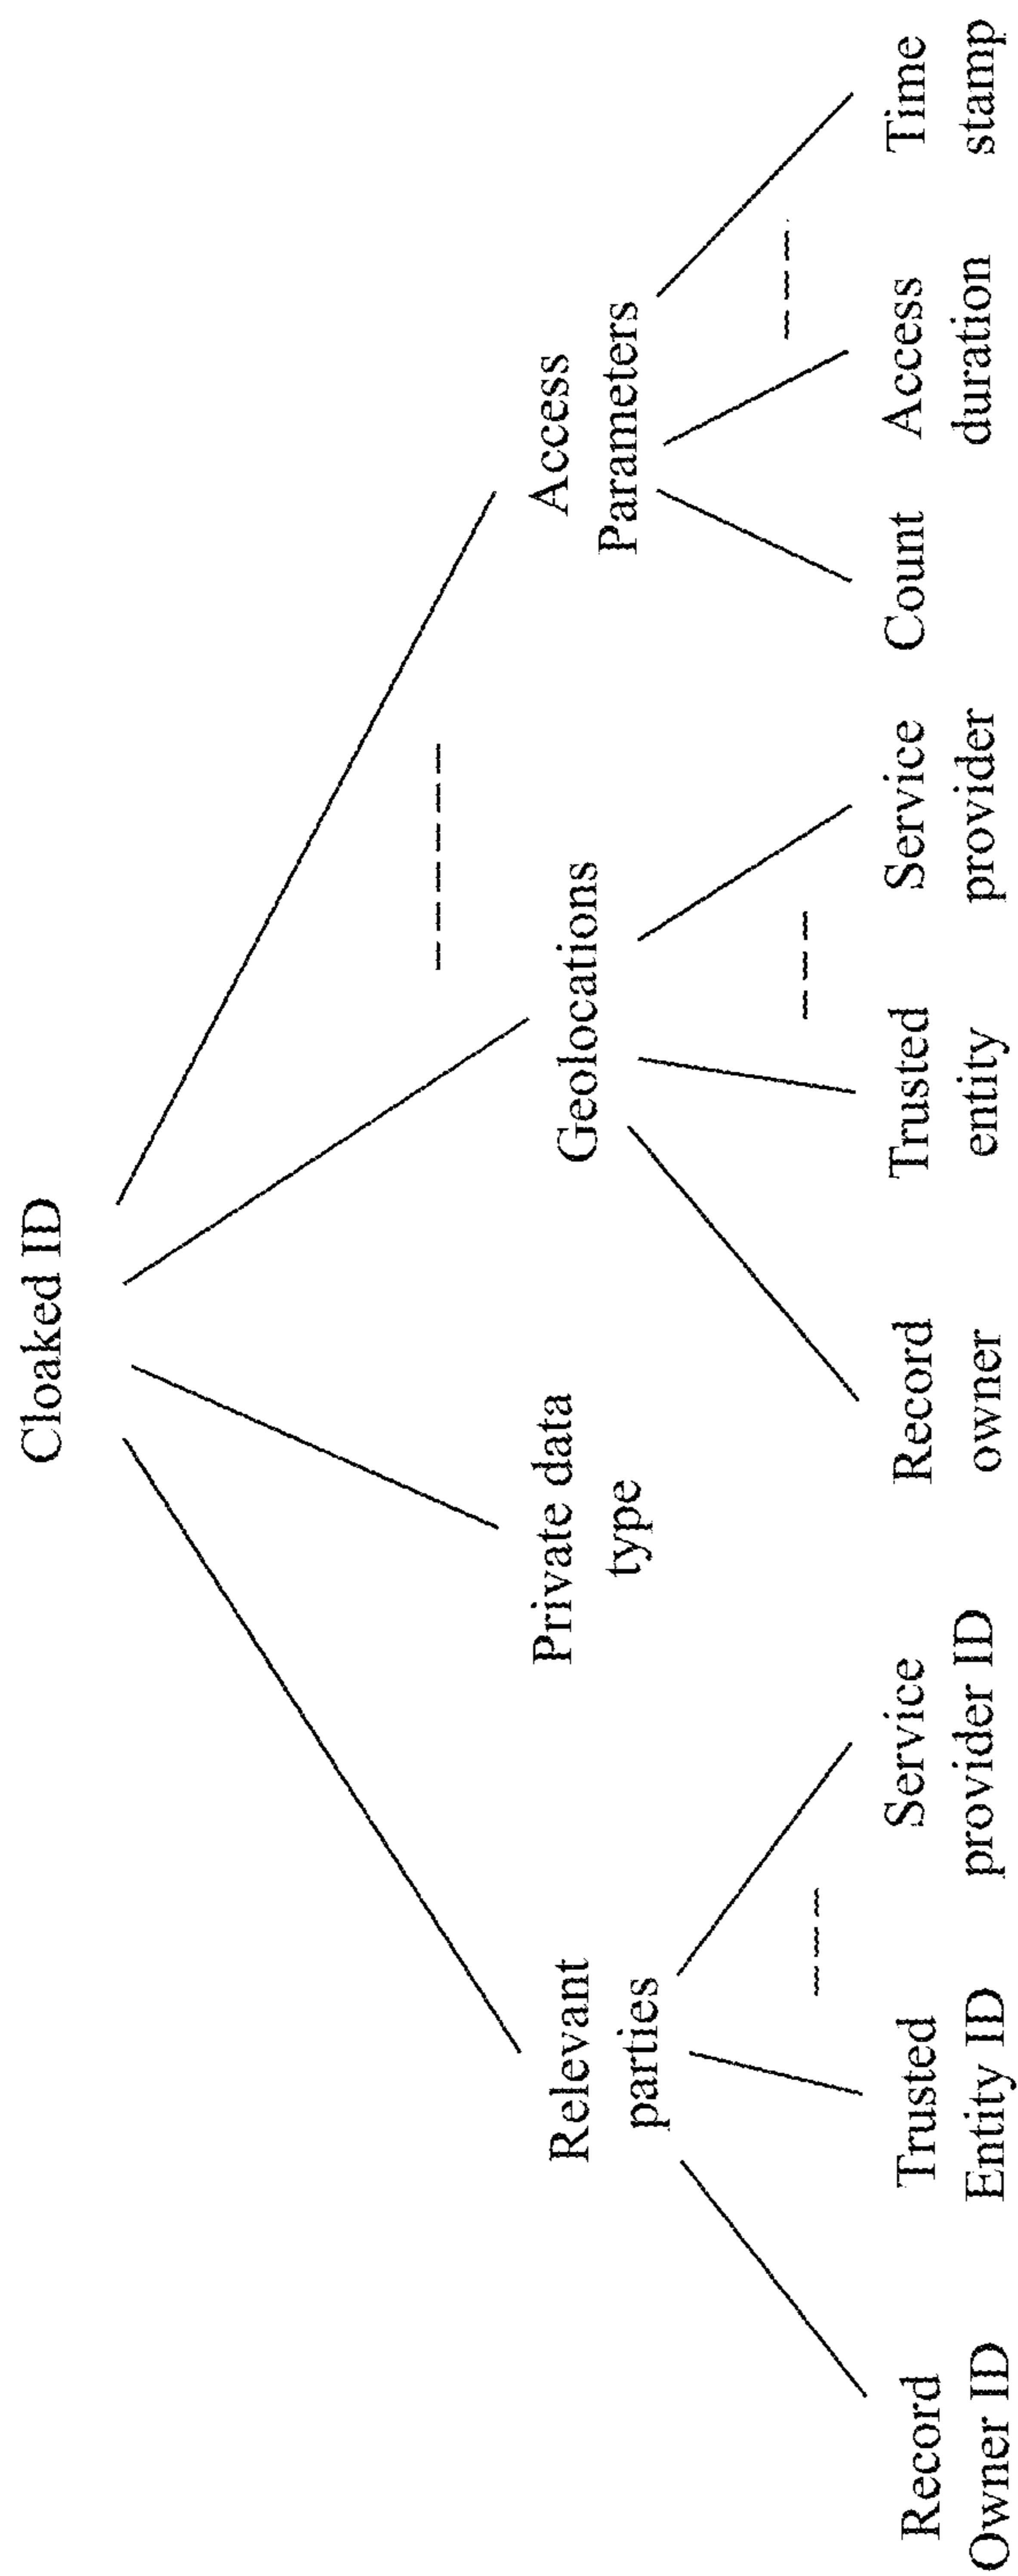 Cloaked ID
Relevant
parties
Private data
type
Geolocations
Access
Parameters
Record
Owner ID
Trusted
Entity ID
Service
provider ID
Record
owner
Trusted
entity
Service
provider
Count
Access
duration
Time
stamp